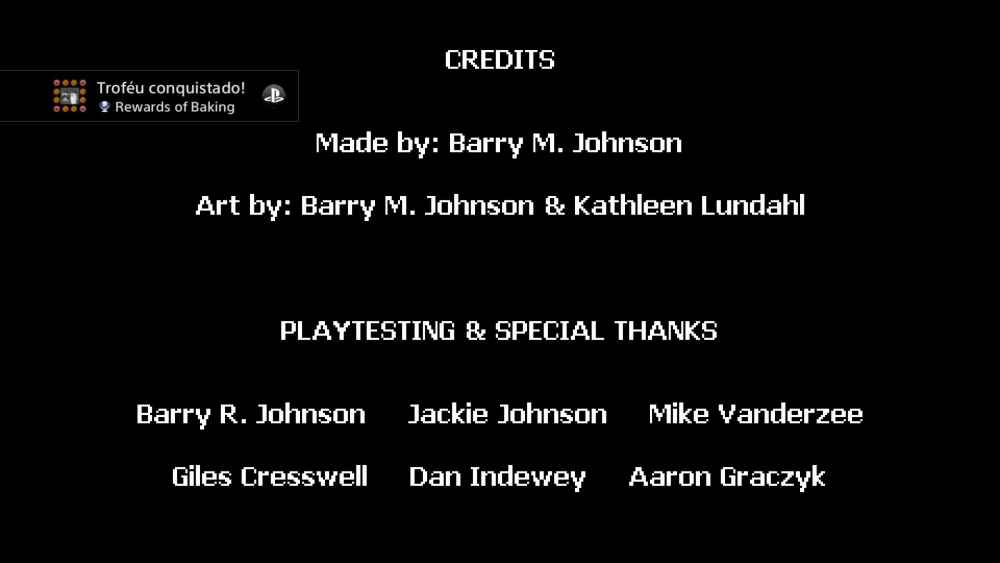 CREDITS
Troféu conquistado!
Rewards of Baking
Made by: Barry M. Johnson
Art by: Barry M. Johnson & Kathleen Lundahl
PLAYTESTING & SPECIAL THANKS
Barry R. Johnson Jackie Johnson Mike Vanderzee
Giles Cresswell Dan Indewey Aaron Graczyk